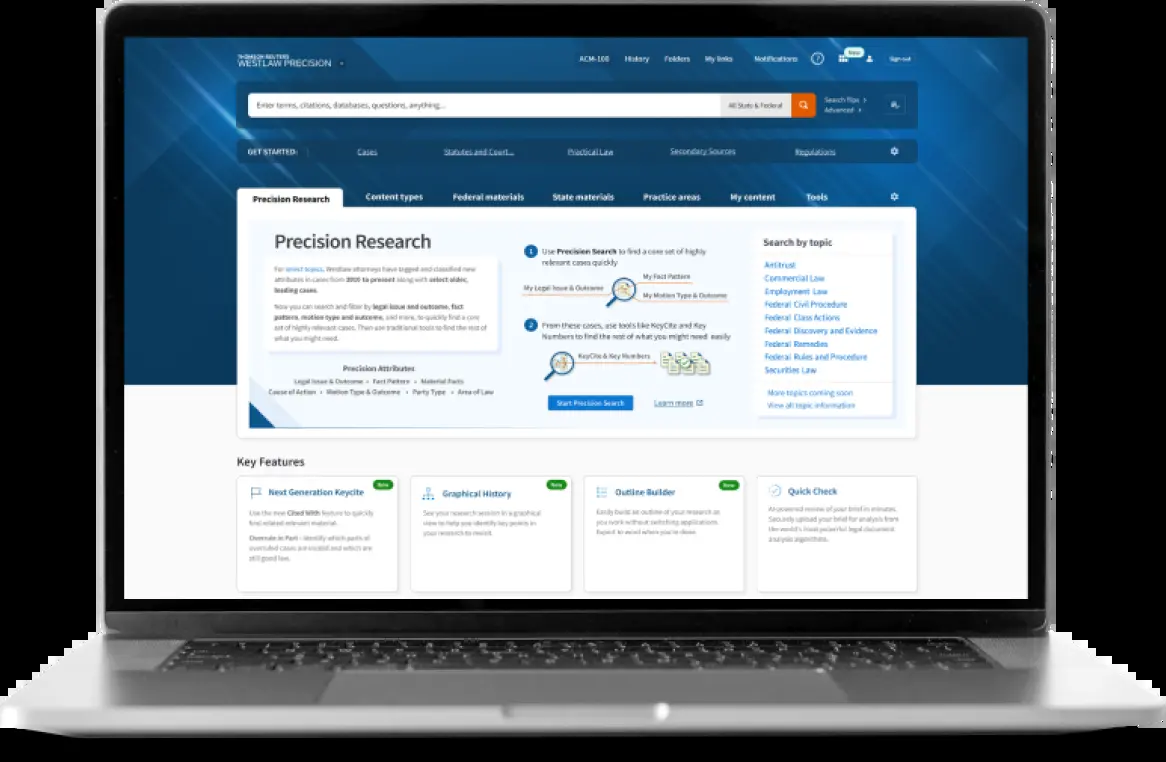 THOMSON REUTERS
WESTLAW PRECISION
ACM-100 History Folders My links Notifications ? New Sign out
Enter terms, citations, databases, questions, anything... All State & Federal Search Tips
Advanced
GET STARTED: Cases Statutes and Court... Practical Law Secondary Sources Regulations
Precision Research Content types Federal materials State materials Practice areas My content Tools
Precision Research
For select topics, Westlaw attorneys have tagged and classified new
attributes in cases from 2010 to present along with select older,
leading cases.
Now you can search and filter by legal issue and outcome, fact
pattern, motion type and outcome, and more, to quickly find a core
set of highly relevant cases. Then use traditional tools to find the rest of
what you might need.
Precision Attributes
Legal Issue & Outcome • Fact Pattern • Material Facts
Cause of Action • Motion Type & Outcome • Party Type • Area of Law
1 Use Precision Search to find a core set of highly
relevant cases quickly
My Fact Pattern
My Legal Issue & Outcome
My Motion Type & Outcome
2 From these cases, use tools like KeyCite and Key
Numbers to find the rest of what you might need easily
KeyCite & Key Numbers
Start Precision Search Learn more
Search by topic
Antitrust
Commercial Law
Employment Law
Federal Civil Procedure
Federal Class Actions
Federal Discovery and Evidence
Federal Remedies
Federal Rules and Procedure
Securities Law
More topics coming soon
View all topic information
Key Features
New
Next Generation Keycite
Use the new Cited With feature to quickly
find related relevant material.
Overrule in Part - Identify which parts of
overruled cases are invalid and which are
still good law.
New
Graphical History
See your research session in a graphical
view to help you identify key points in
your research to revisit.
New
Outline Builder
Easily build an outline of your research as
you work without switching applications.
Export to word when you're done.
Quick Check
AI powered review of your brief in minutes.
Securely upload your brief for analysis from
the world's most powerful legal document
analysis algorithms.